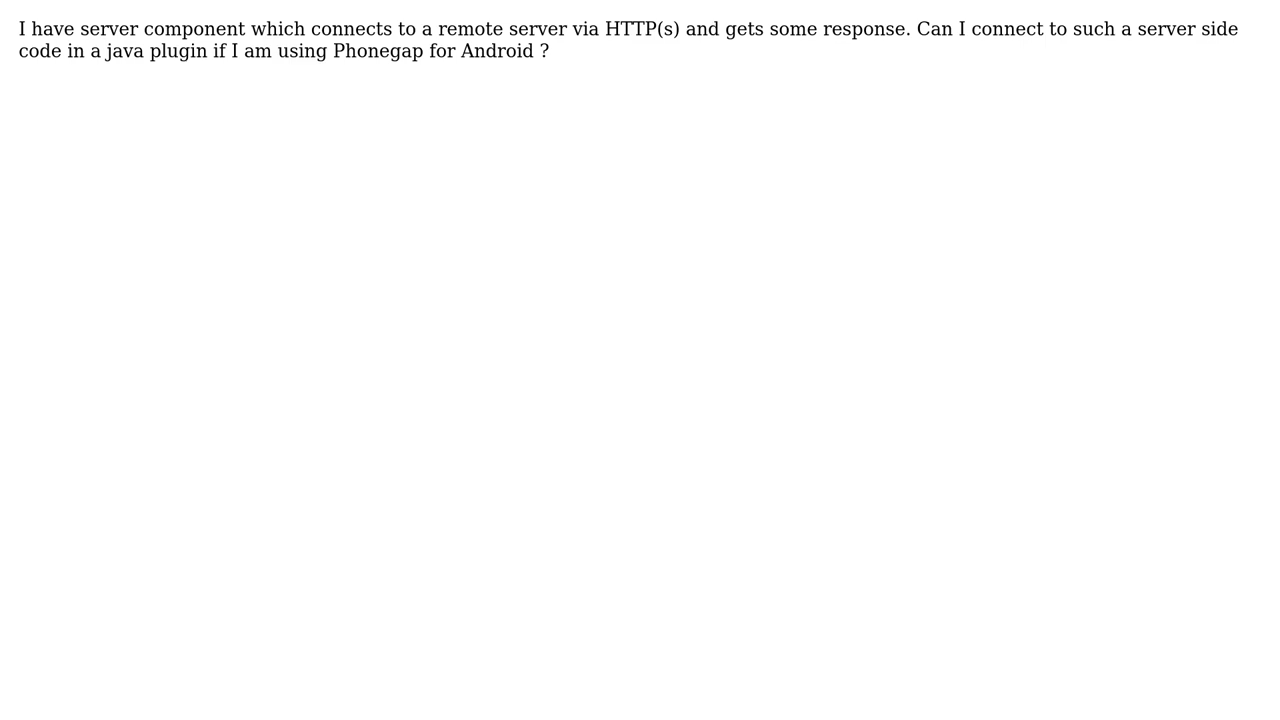 I have server component which connects to a remote server via HTTP(s) and gets some response. Can I connect to such a server side
code in a java plugin if I am using Phonegap for Android ?